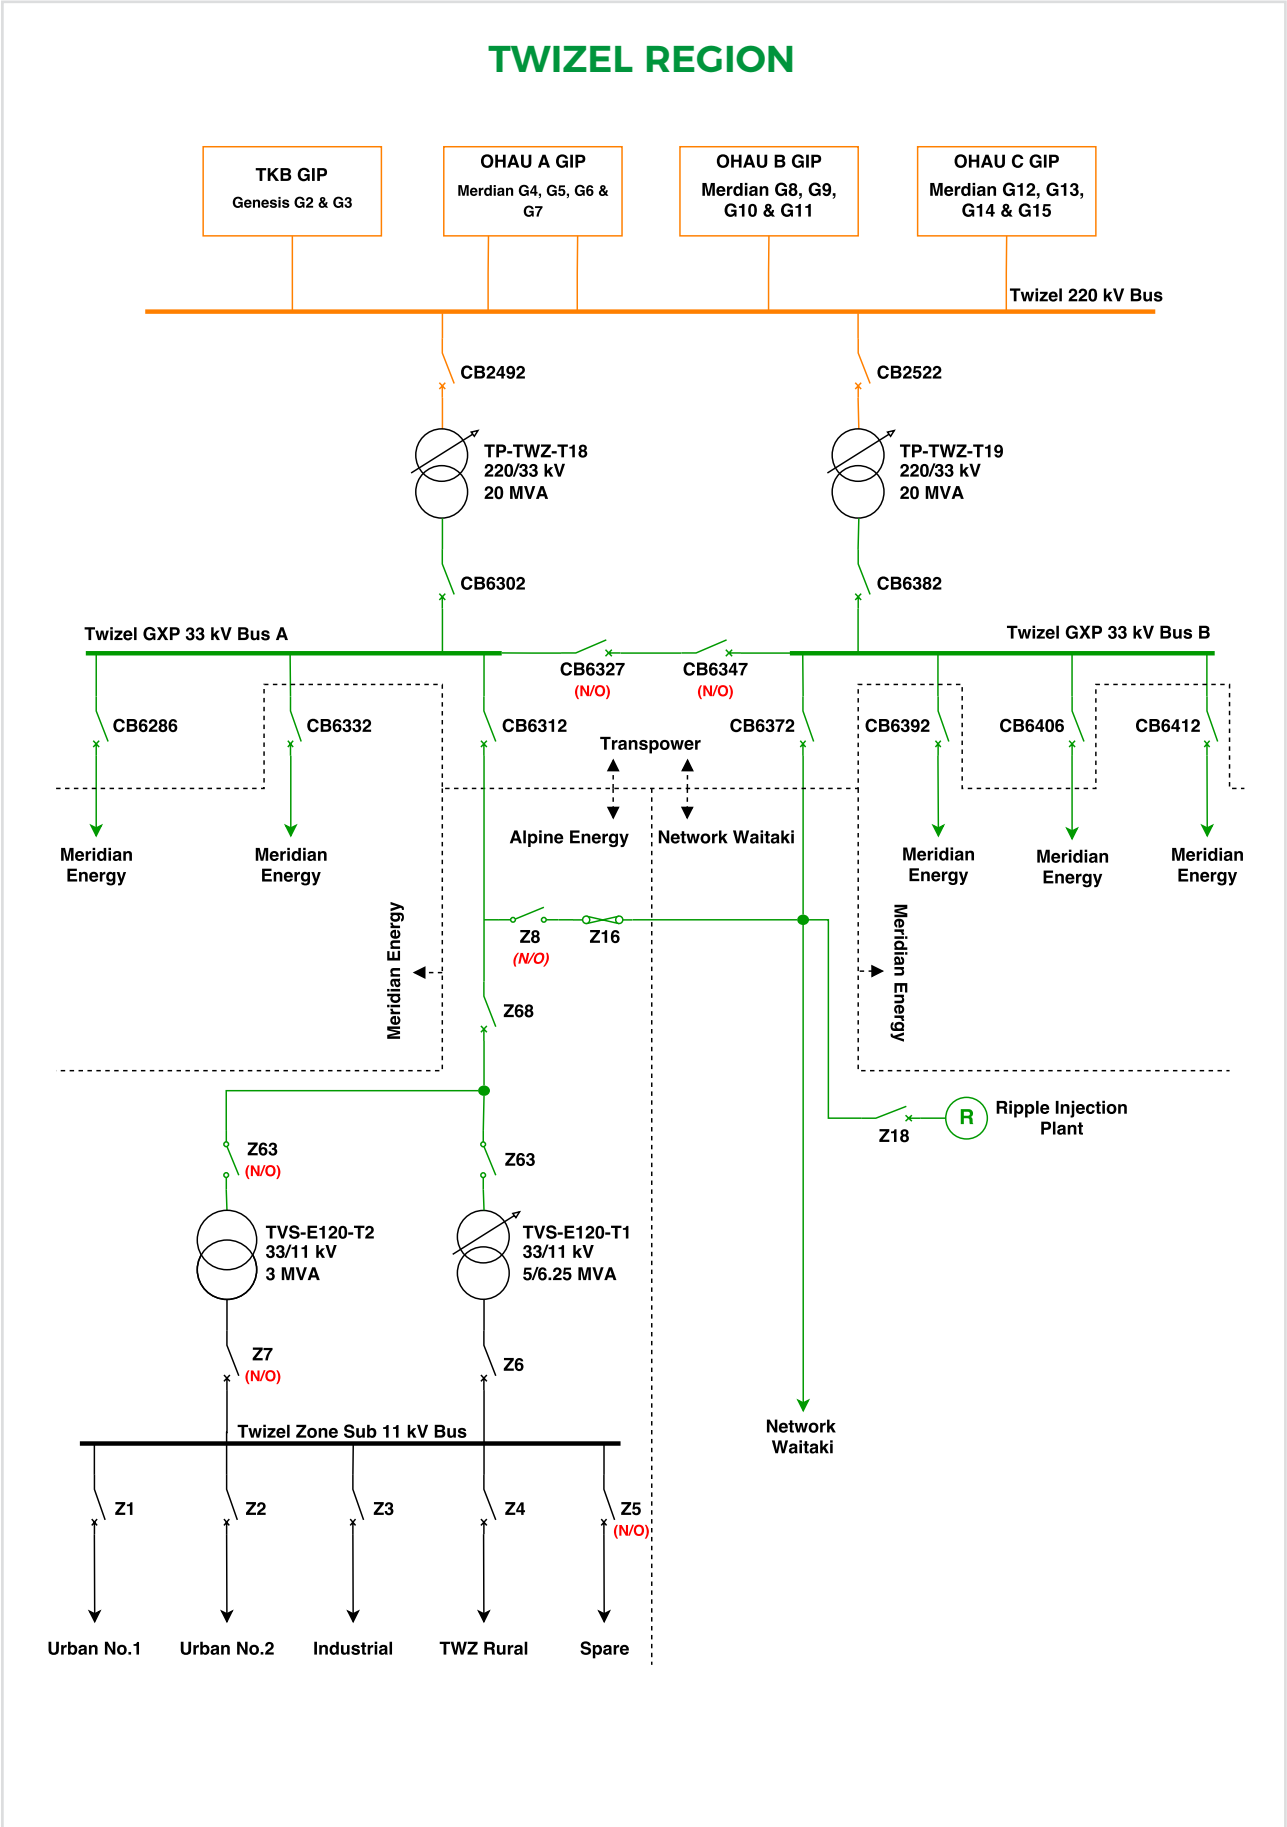 TWIZEL REGION
TKB GIP
Genesis G2 & G3
OHAU A GIP
Merdian G4, G5, G6 &
G7
OHAU B GIP
Merdian G8, G9,
G10 & G11
OHAU C GIP
Merdian G12, G13,
G14 & G15
Twizel 220 kV Bus
CB2492
CB2522
TP-TWZ-T18
220/33 kV
20 MVA
TP-TWZ-T19
220/33 kV
20 MVA
CB6302
CB6382
Twizel GXP 33 kV Bus A
Twizel GXP 33 kV Bus B
CB6327
(N/O)
CB6347
(N/O)
CB6286
CB6332
CB6312
CB6372
CB6392
CB6406
CB6412
Transpower
Alpine Energy
Network Waitaki
Meridian
Energy
Meridian
Energy
Meridian
Energy
Meridian
Energy
Meridian
Energy
Meridian Energy
Meridian Energy
Z8
(N/O)
Z16
Z68
Z18
R
Ripple Injection
Plant
Z63
(N/O)
Z63
TVS-E120-T2
33/11 kV
3 MVA
TVS-E120-T1
33/11 kV
5/6.25 MVA
Z7
(N/O)
Z6
Network
Waitaki
Twizel Zone Sub 11 kV Bus
Z1
Z2
Z3
Z4
Z5
(N/O)
Urban No.1
Urban No.2
Industrial
TWZ Rural
Spare